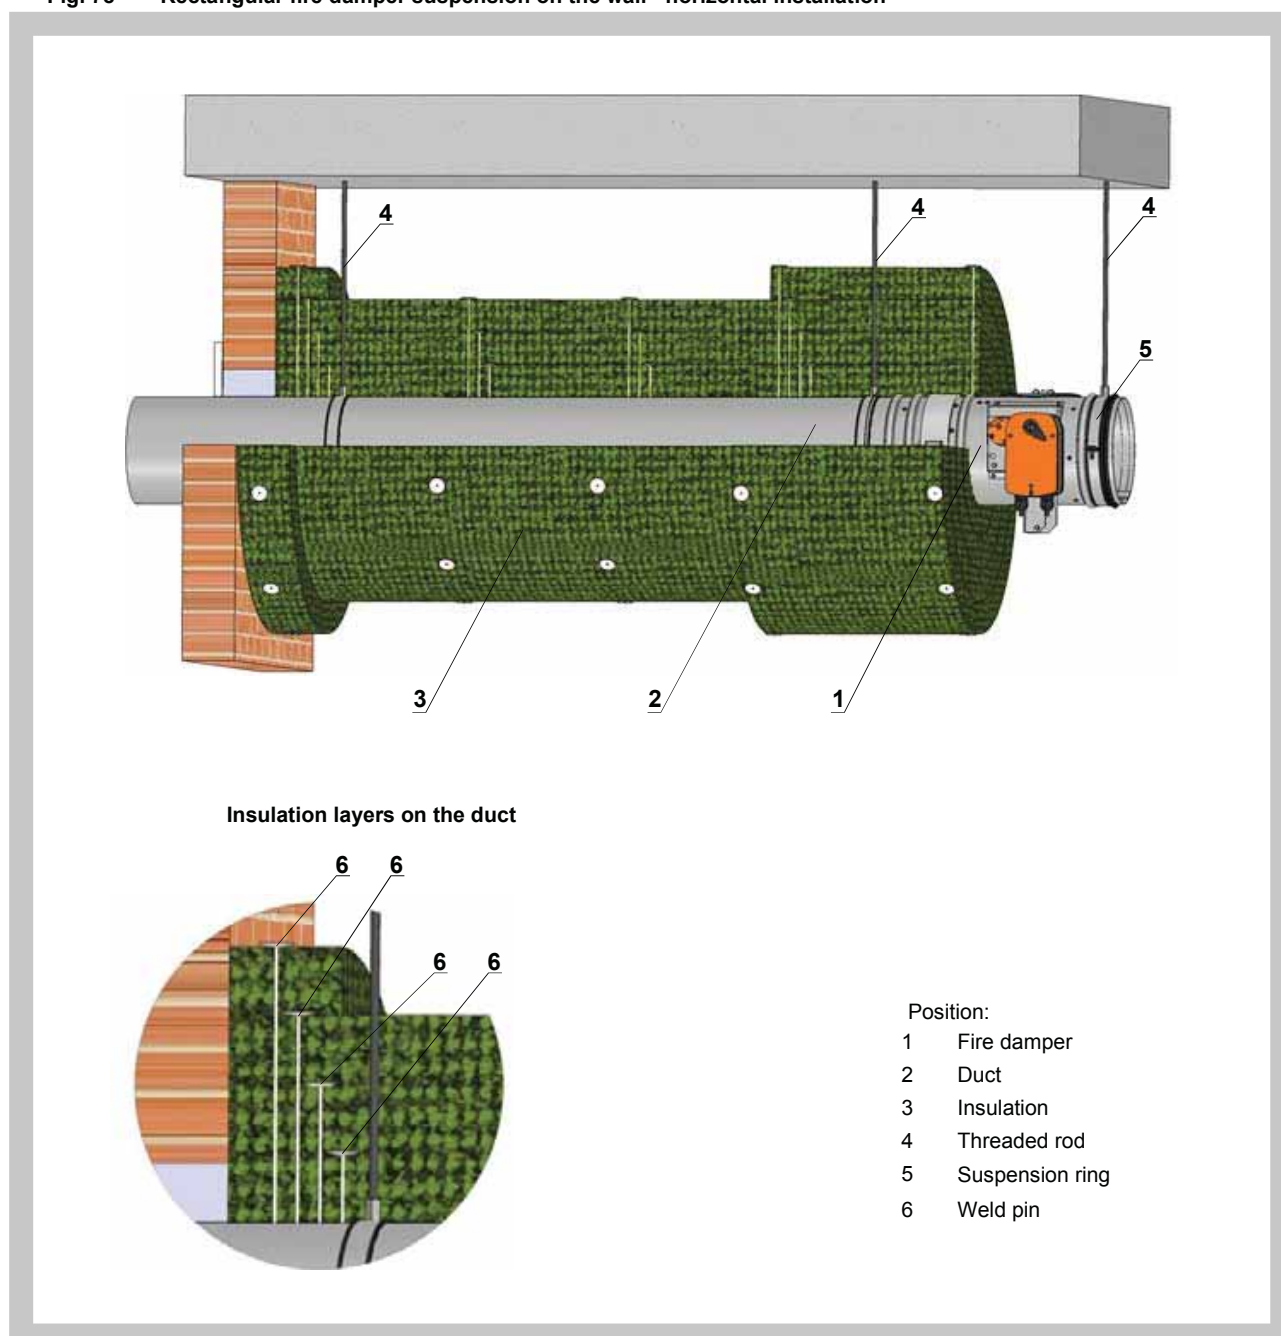 Fig. Rectangular fire damper suspension on the wall - horizontal installation
4
4
4
5
3
2
1
Insulation layers on the duct
6
6
6
6
Position:
1 Fire damper
2 Duct
3 Insulation
4 Threaded rod
5 Suspension ring
6 Weld pin